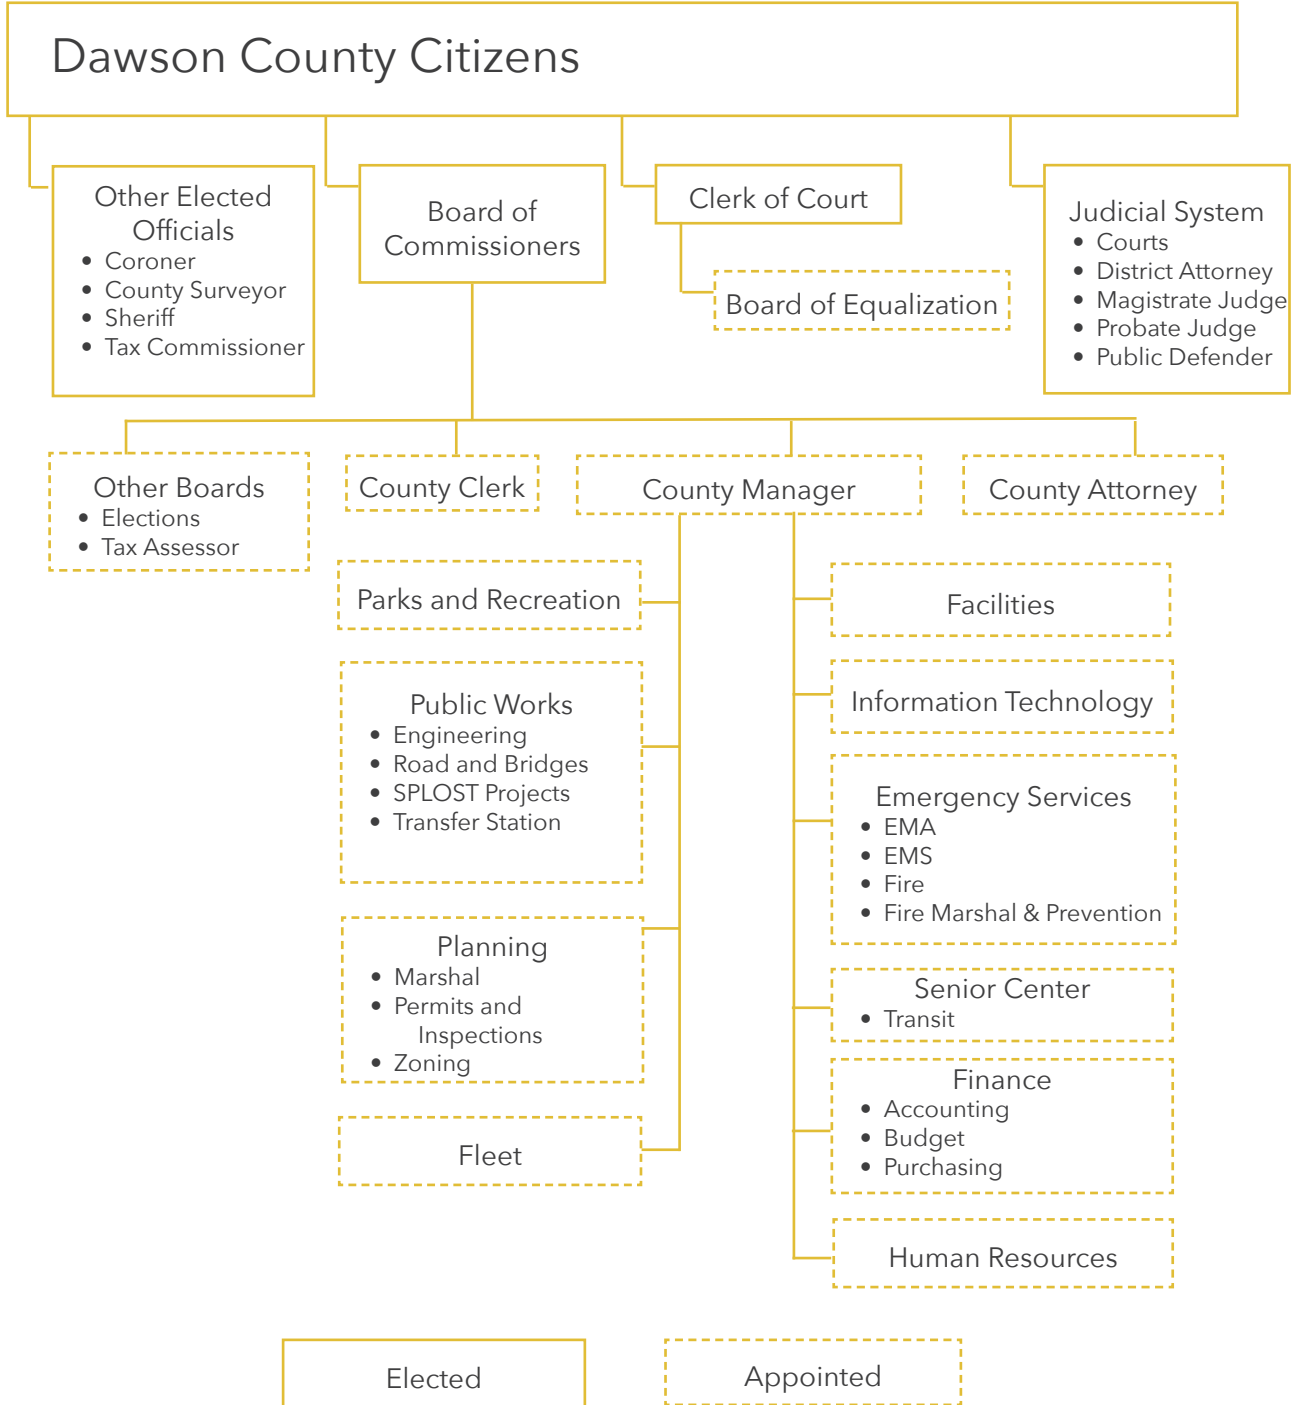 Dawson County Citizens
Other Elected
Officials
• Coroner
• County Surveyor
• Sheriff
• Tax Commissioner
Board of
Commissioners
Clerk of Court
Board of Equalization
Judicial System
• Courts
• District Attorney
• Magistrate Judge
• Probate Judge
• Public Defender
Other Boards
• Elections
• Tax Assessor
County Clerk
County Manager
County Attorney
Parks and Recreation
Public Works
• Engineering
• Road and Bridges
• SPLOST Projects
• Transfer Station
Planning
• Marshal
• Permits and
Inspections
• Zoning
Fleet
Facilities
Information Technology
Emergency Services
• EMA
• EMS
• Fire
• Fire Marshal & Prevention
Senior Center
• Transit
Finance
• Accounting
• Budget
• Purchasing
Human Resources
Elected
Appointed